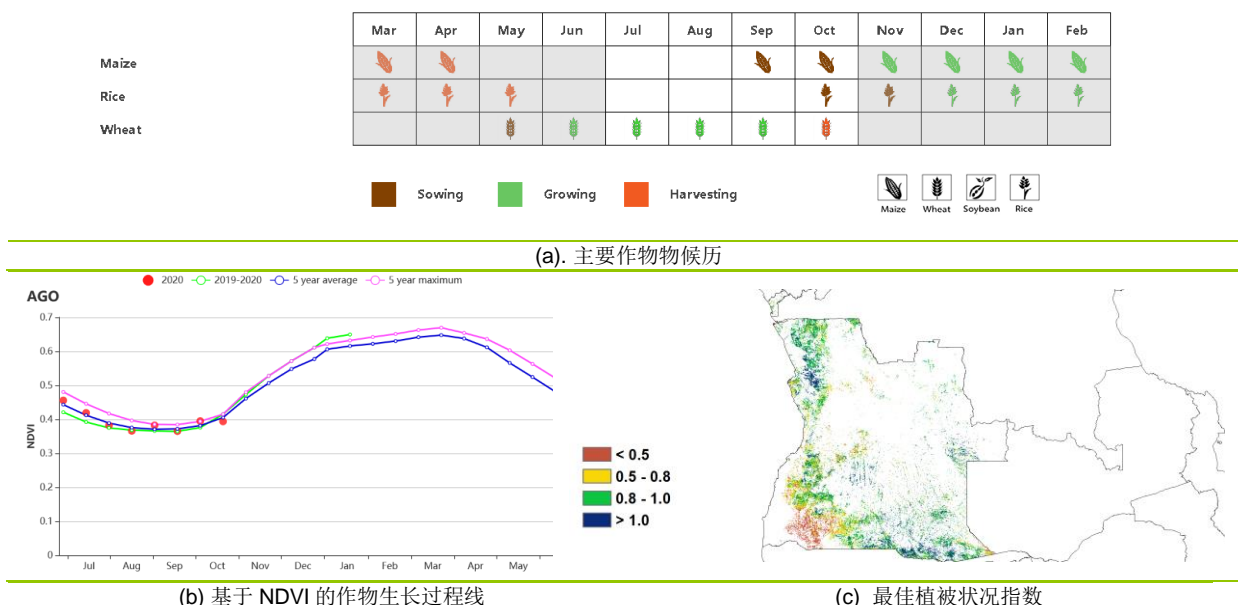 Mar Apr May Jun Jul Aug Sep Oct Nov Dec Jan Feb
Maize
Rice
Wheat
Sowing Growing Harvesting
Maize Wheat Soybean Rice
(a). 主要作物物候历
2020 2019-2020 5 year average 5 year maximum
AGO
0.7
0.6
0.5
0.4
0.3
0.2
0.1
0
NDVI
Jul Aug Sep Oct Nov Dec Jan Feb Mar Apr May
< 0.5
0.5 - 0.8
0.8 - 1.0
> 1.0
(b) 基于 NDVI 的作物生长过程线
(c) 最佳植被状况指数